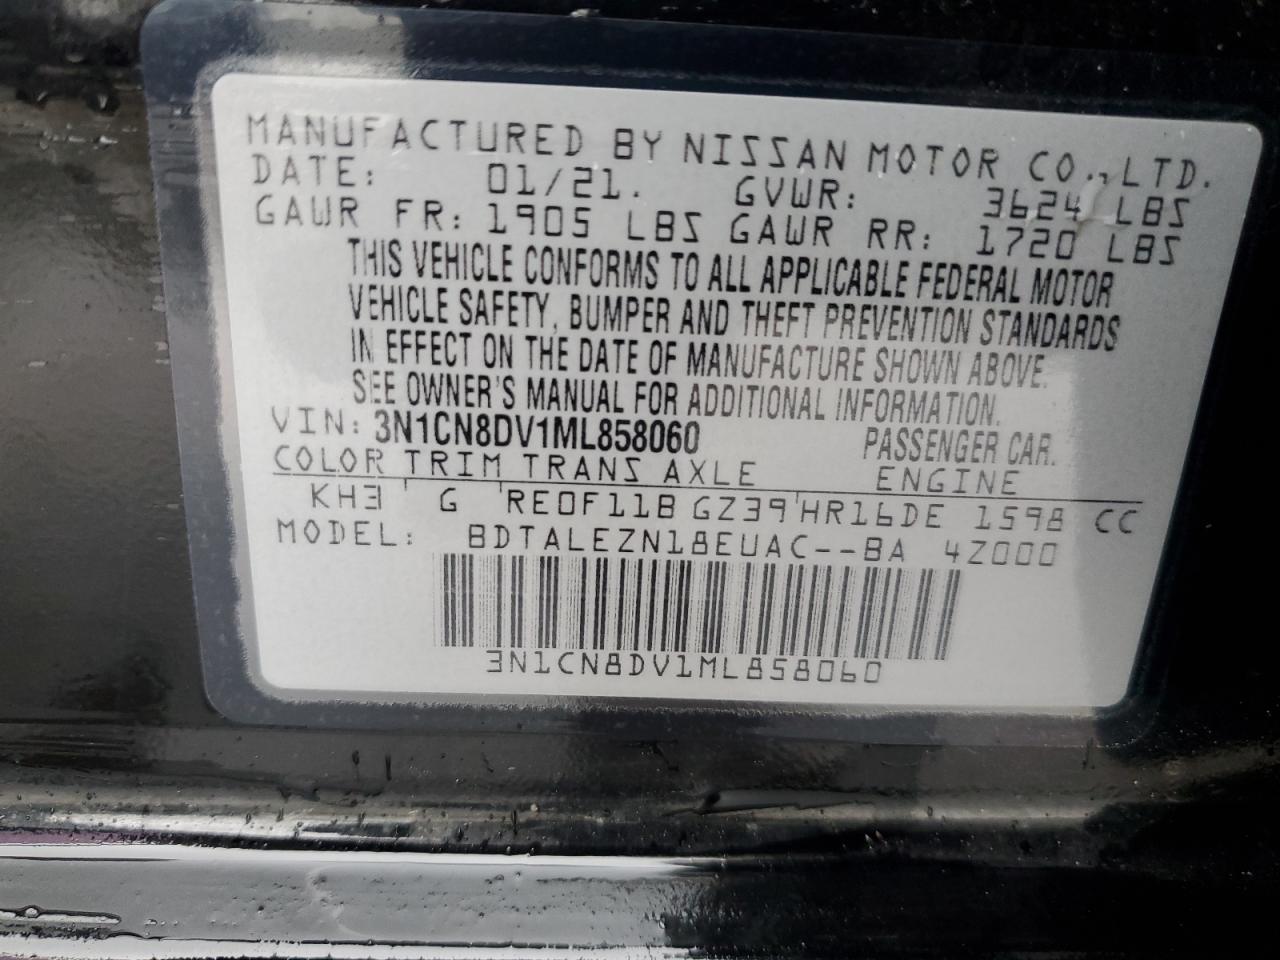 MANUFACTURED BY NISSAN MOTOR CO., LTD.
DATE: 01/21. GVWR: 3624 LBS
GAWR FR: 1905 LBS GAWR RR: 1720 LBS
THIS VEHICLE CONFORMS TO ALL APPLICABLE FEDERAL MOTOR
VEHICLE SAFETY, BUMPER AND THEFT PREVENTION STANDARDS
IN EFFECT ON THE DATE OF MANUFACTURE SHOWN ABOVE.
SEE OWNER'S MANUAL FOR ADDITIONAL INFORMATION.
VIN: 3N1CN8DV1ML858060 PASSENGER CAR.
COLOR TRIM TRANS AXLE ENGINE
KH3 G RE0F11B GZ39 HR16DE 1598 CC
MODEL: BDTALEZN18EUAC--BA 4Z000
3N1CN8DV1ML858060